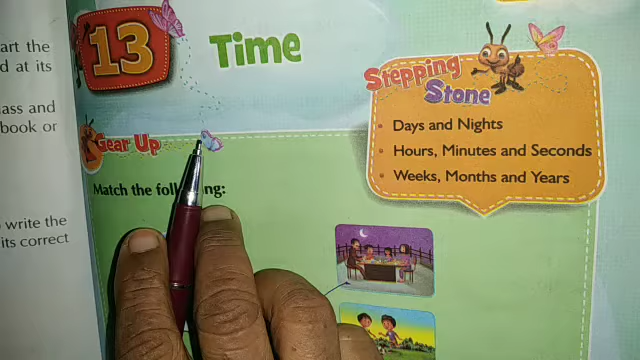 art the
d at its
ass and
book or
write the
its correct
13
Time
Stepping
Stone
• Days and Nights
• Hours, Minutes and Seconds
• Weeks, Months and Years
Gear Up
Match the following: